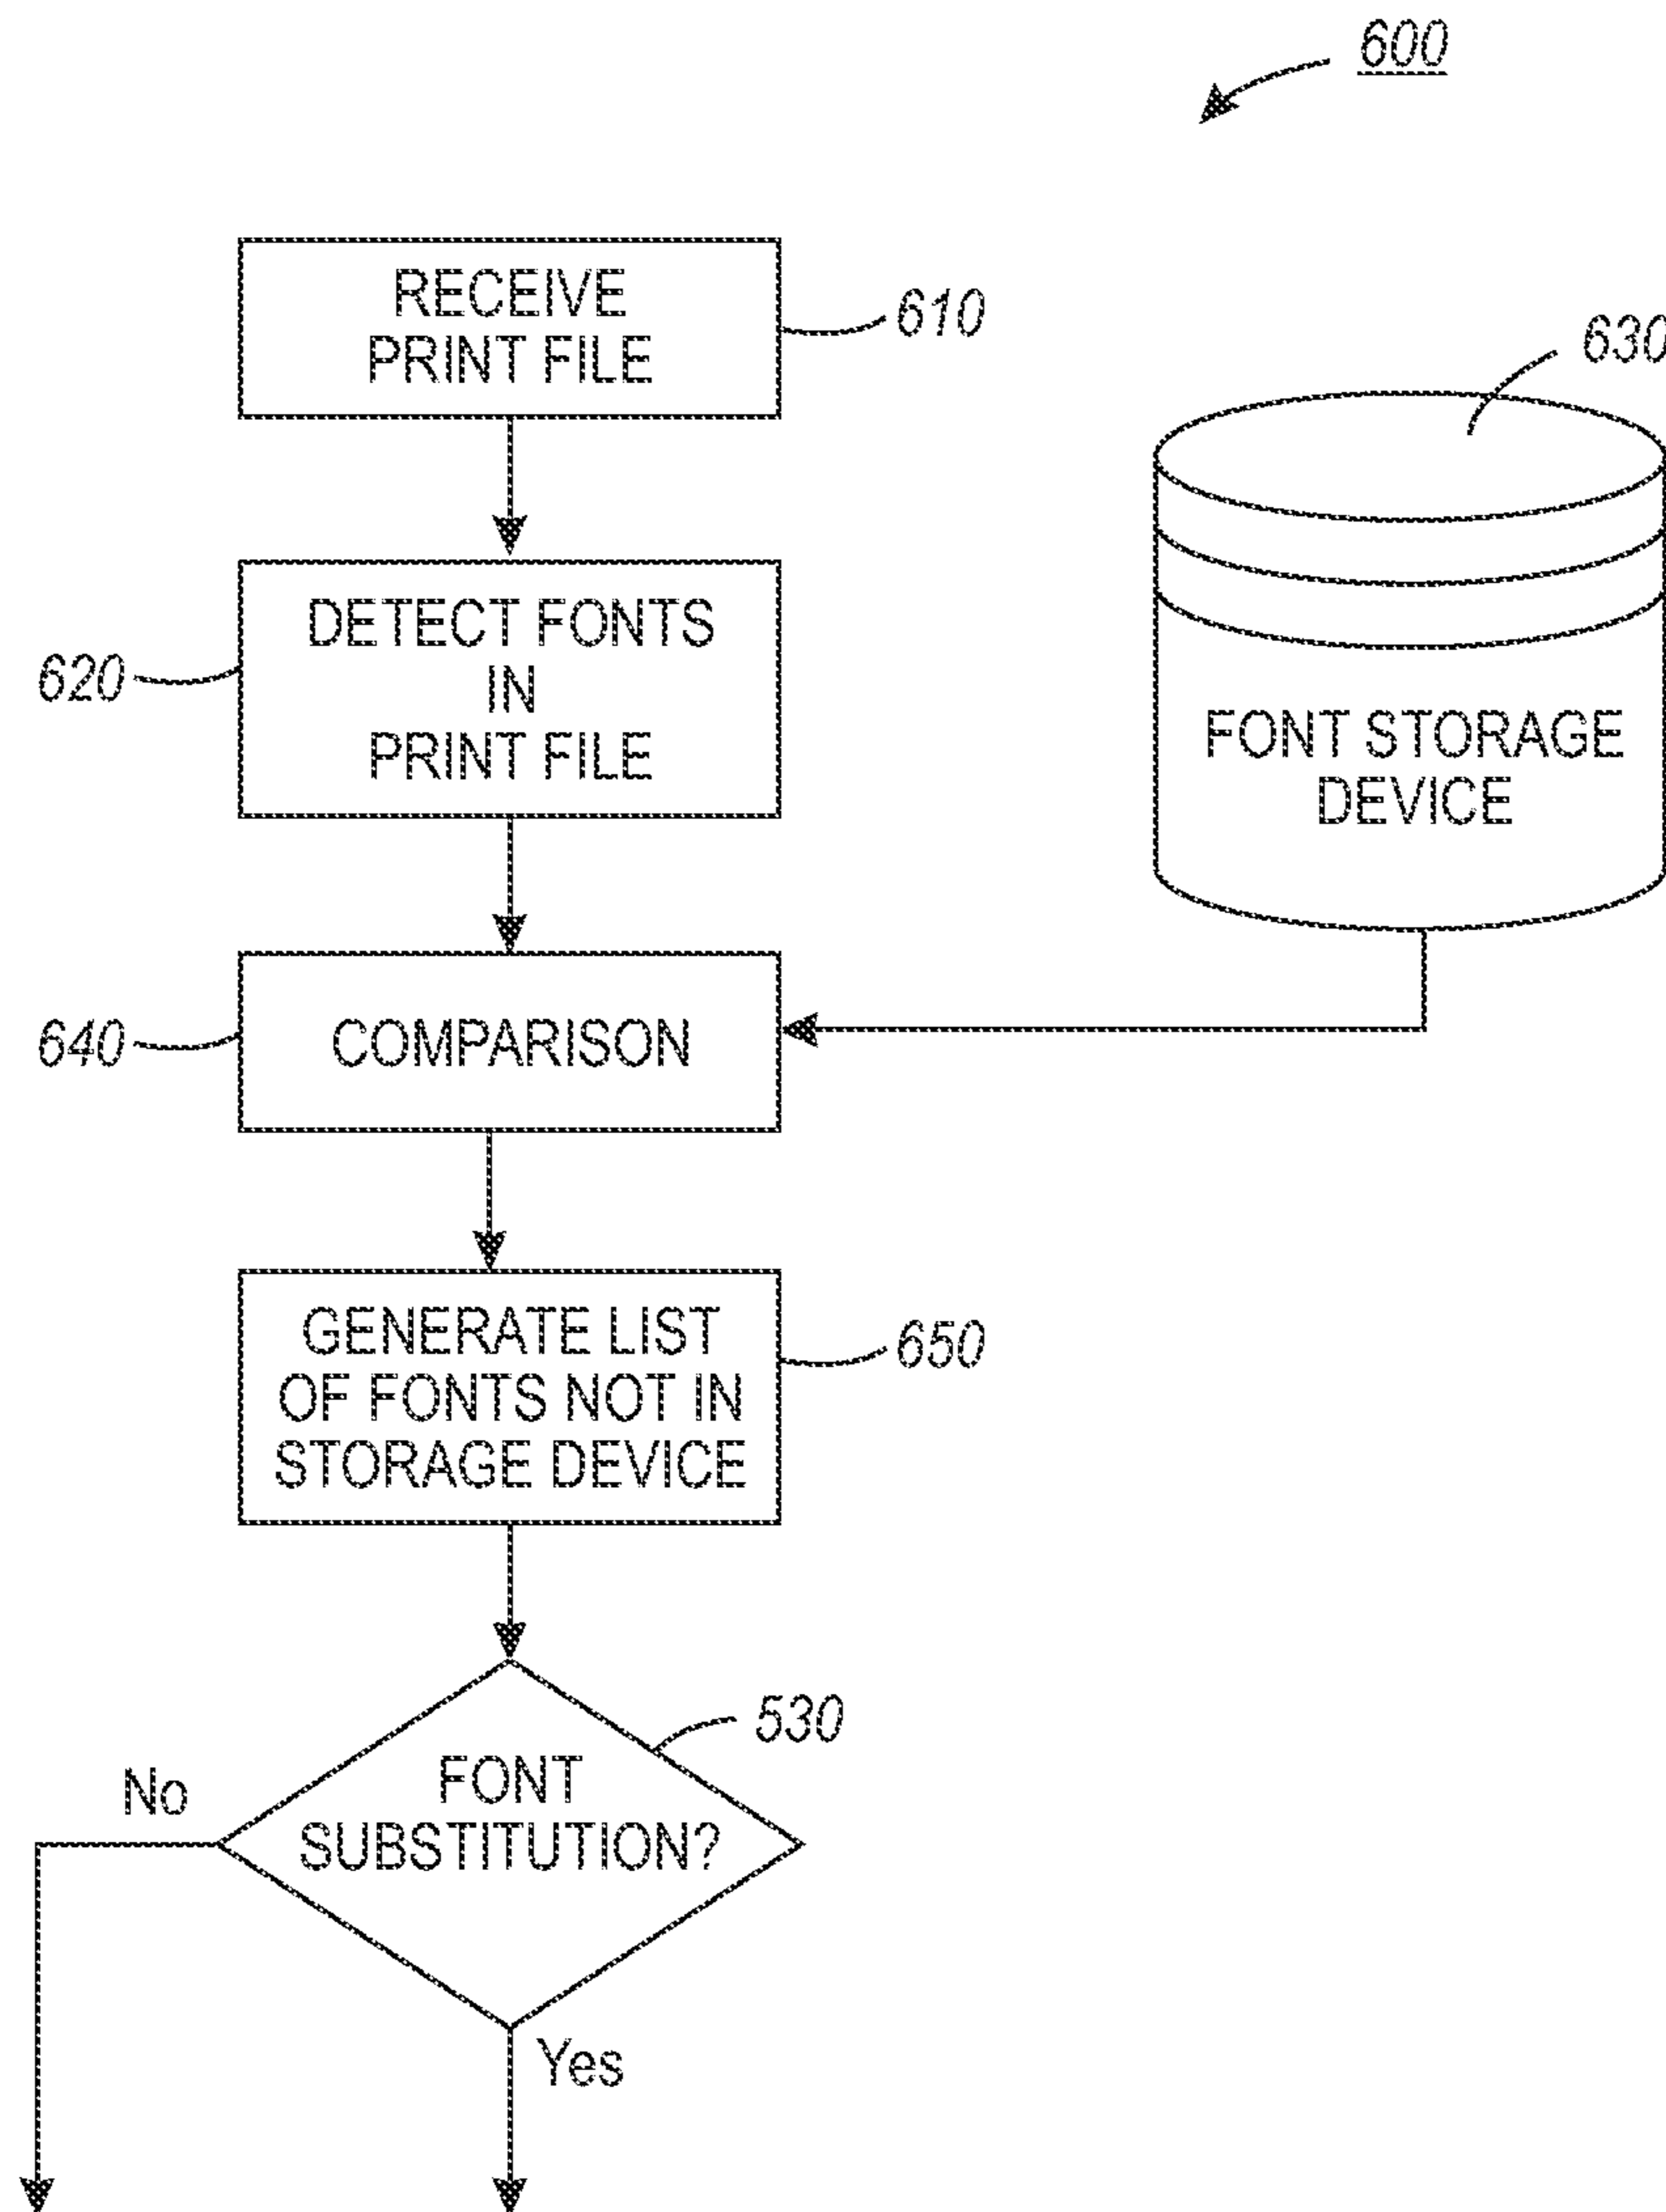 600
RECEIVE
PRINT FILE
610
630
DETECT FONTS
IN
PRINT FILE
620
FONT STORAGE
DEVICE
640
COMPARISON
GENERATE LIST
OF FONTS NOT IN
STORAGE DEVICE
650
530
No
FONT
SUBSTITUTION?
Yes